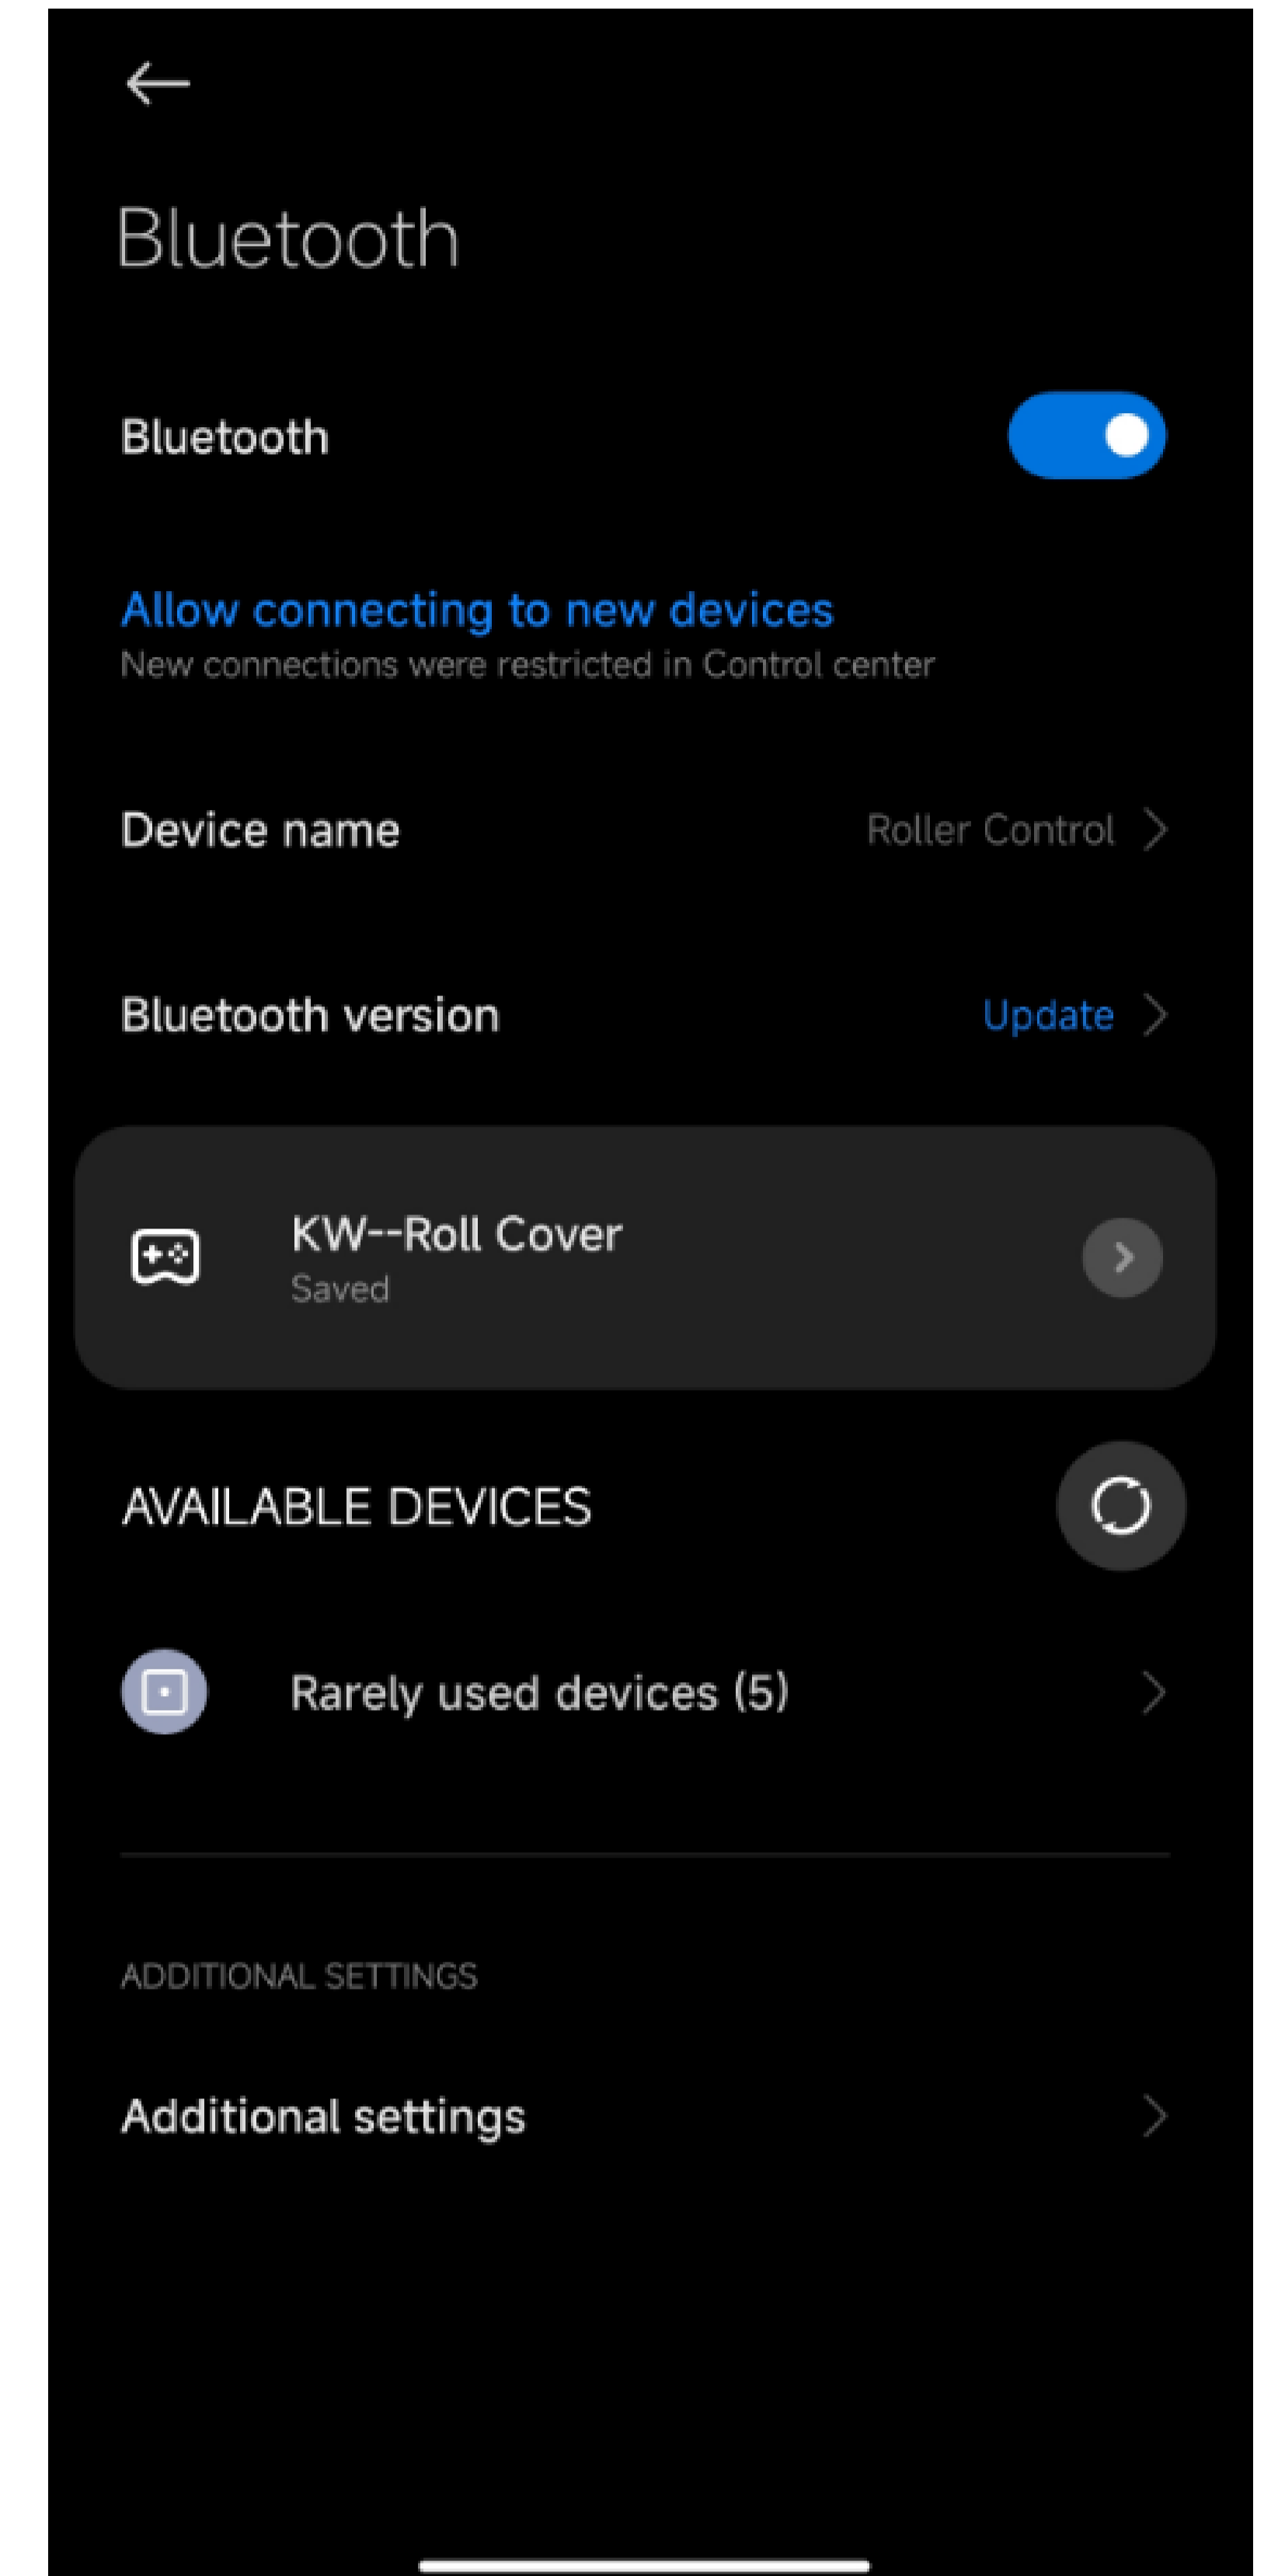 Bluetooth
Bluetooth
Allow connecting to new devices
New connections were restricted in Control center
Device name Roller Control
Bluetooth version Update
KW--Roll Cover
Saved
AVAILABLE DEVICES
Rarely used devices (5)
ADDITIONAL SETTINGS
Additional settings